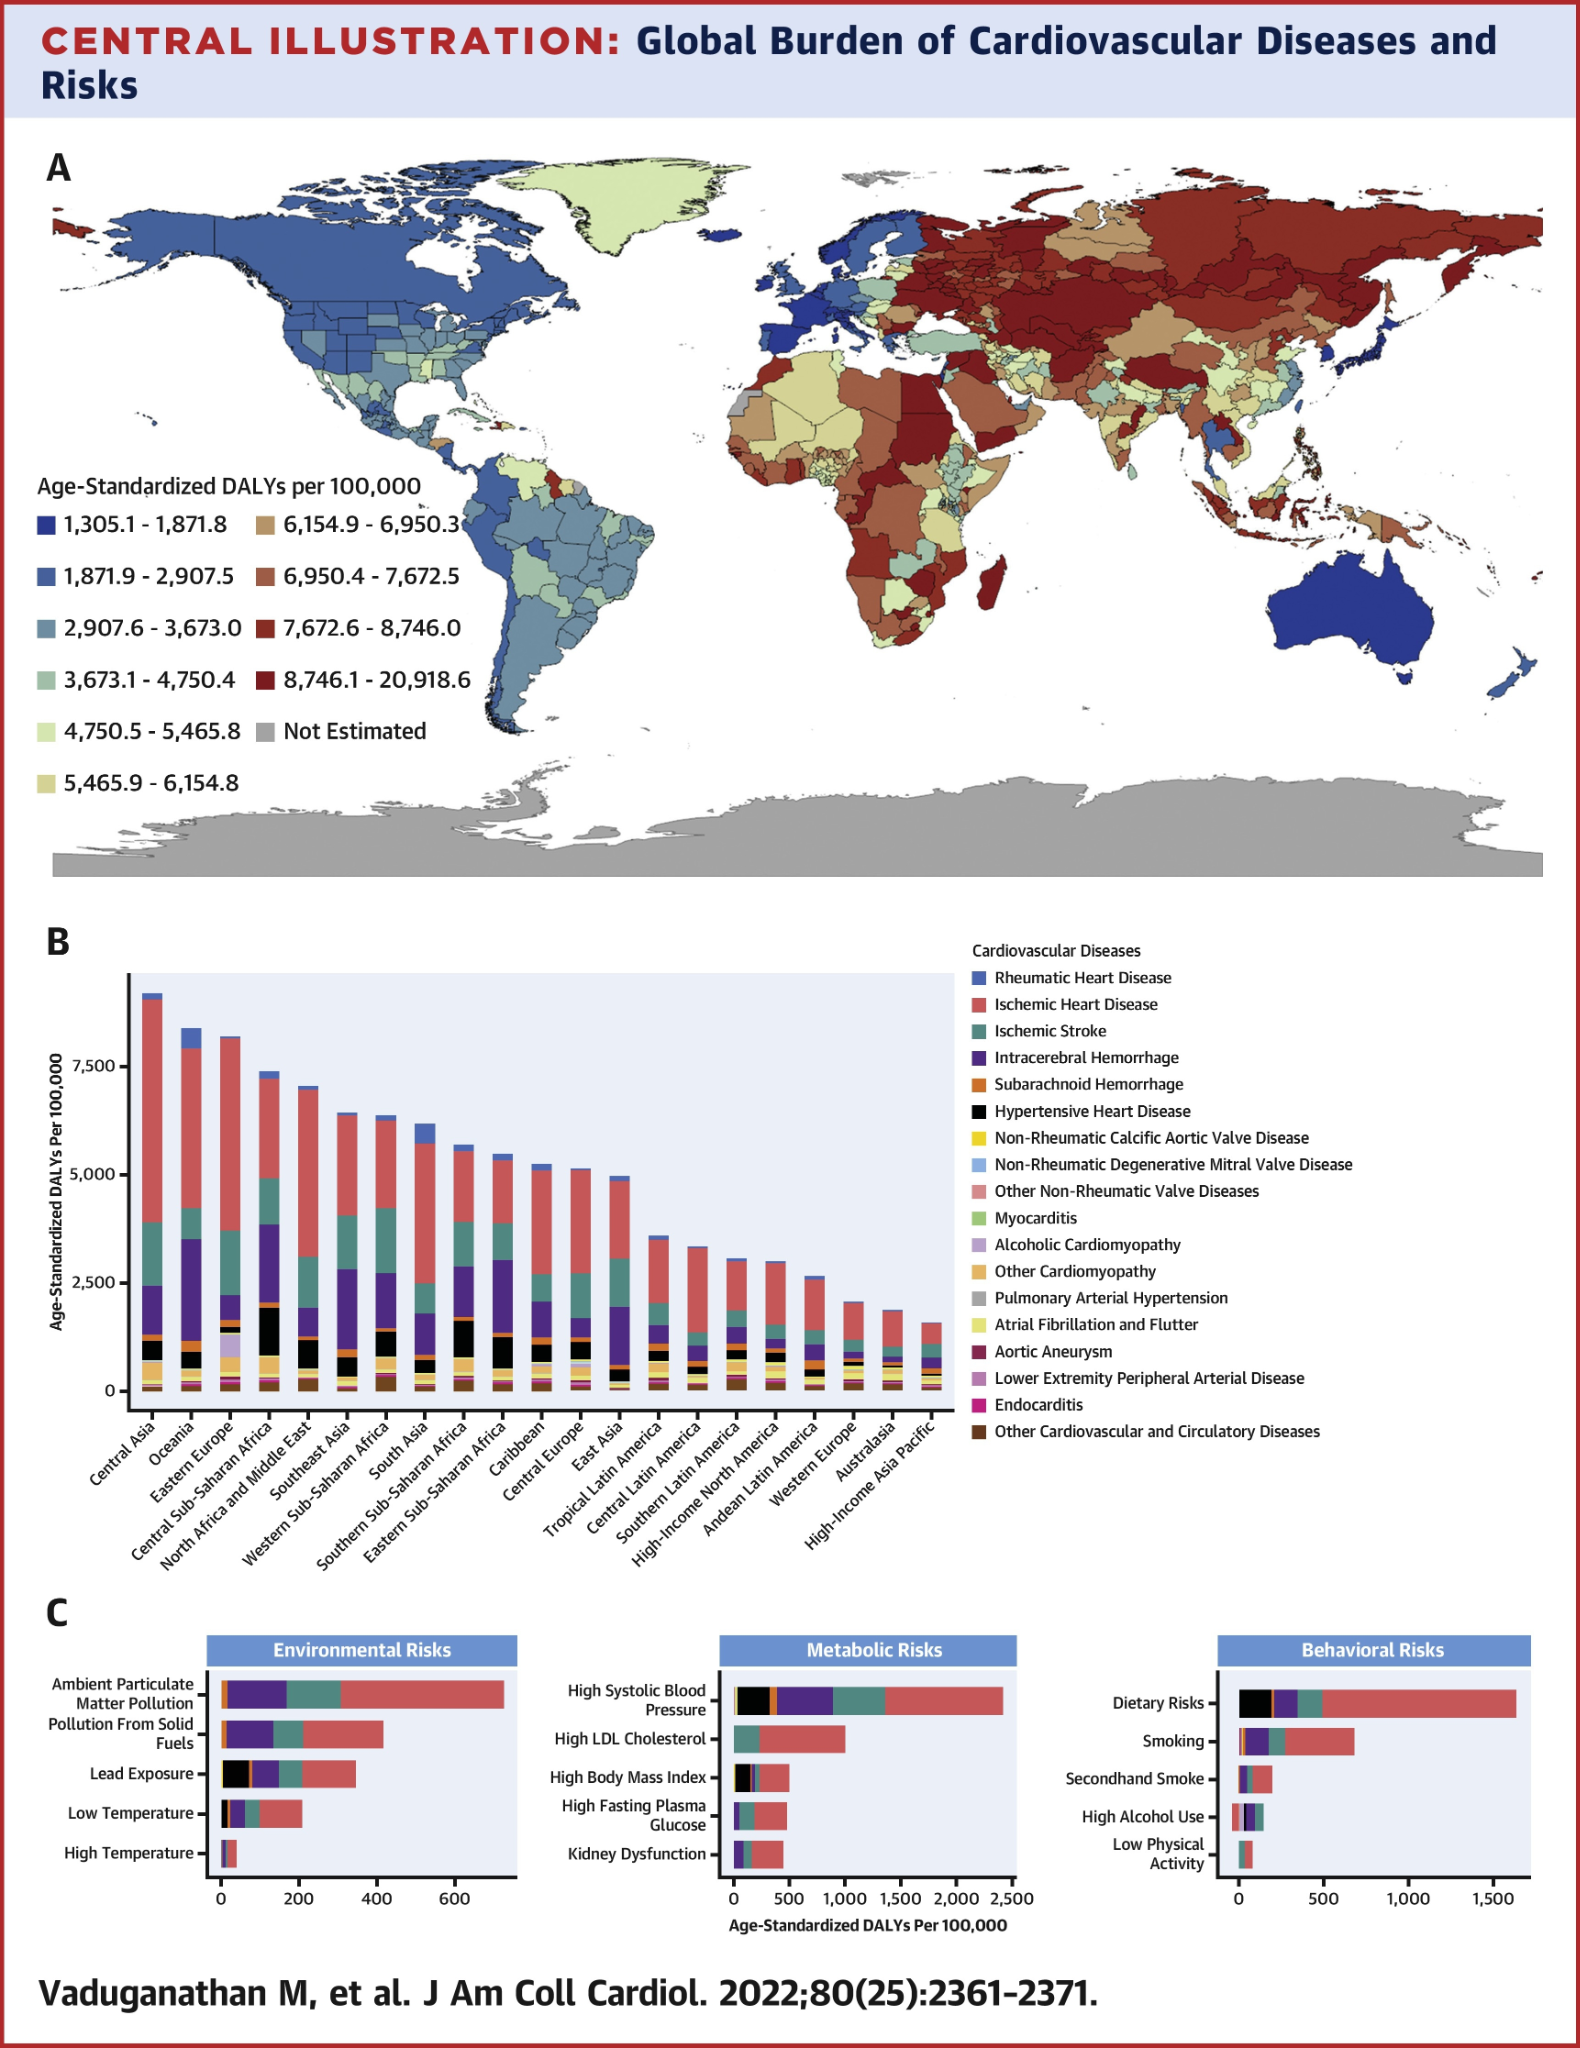 CENTRAL ILLUSTRATION: Global Burden of Cardiovascular Diseases and
Risks
A
Age-Standardized DALYs per 100,000
1,305.1 - 1,871.8
6,154.9 - 6,950.3
1,871.9 - 2,907.5
6,950.4 - 7,672.5
2,907.6 - 3,673.0
7,672.6 - 8,746.0
3,673.1 - 4,750.4
8,746.1 - 20,918.6
4,750.5 - 5,465.8
Not Estimated
5,465.9 - 6,154.8
B
Age-Standardized DALYs Per 100,000
7,500
5,000
2,500
0
Central Asia
Oceania
Eastern Europe
Central Sub-Saharan Africa
North Africa and Middle East
Southeast Asia
Western Sub-Saharan Africa
South Asia
Southern Sub-Saharan Africa
Eastern Sub-Saharan Africa
Caribbean
Central Europe
East Asia
Tropical Latin America
Central Latin America
Southern Latin America
High-Income North America
Andean Latin America
Western Europe
Australasia
High-Income Asia Pacific
Cardiovascular Diseases
Rheumatic Heart Disease
Ischemic Heart Disease
Ischemic Stroke
Intracerebral Hemorrhage
Subarachnoid Hemorrhage
Hypertensive Heart Disease
Non-Rheumatic Calcific Aortic Valve Disease
Non-Rheumatic Degenerative Mitral Valve Disease
Other Non-Rheumatic Valve Diseases
Myocarditis
Alcoholic Cardiomyopathy
Other Cardiomyopathy
Pulmonary Arterial Hypertension
Atrial Fibrillation and Flutter
Aortic Aneurysm
Lower Extremity Peripheral Arterial Disease
Endocarditis
Other Cardiovascular and Circulatory Diseases
C
Environmental Risks
Ambient Particulate
Matter Pollution
Pollution From Solid
Fuels
Lead Exposure
Low Temperature
High Temperature
0
200
400
600
Metabolic Risks
High Systolic Blood
Pressure
High LDL Cholesterol
High Body Mass Index
High Fasting Plasma
Glucose
Kidney Dysfunction
0
500
1,000
1,500
2,000
2,500
Age-Standardized DALYs Per 100,000
Behavioral Risks
Dietary Risks
Smoking
Secondhand Smoke
High Alcohol Use
Low Physical
Activity
0
500
1,000
1,500
Vaduganathan M, et al. J Am Coll Cardiol. 2022;80(25):2361–2371.